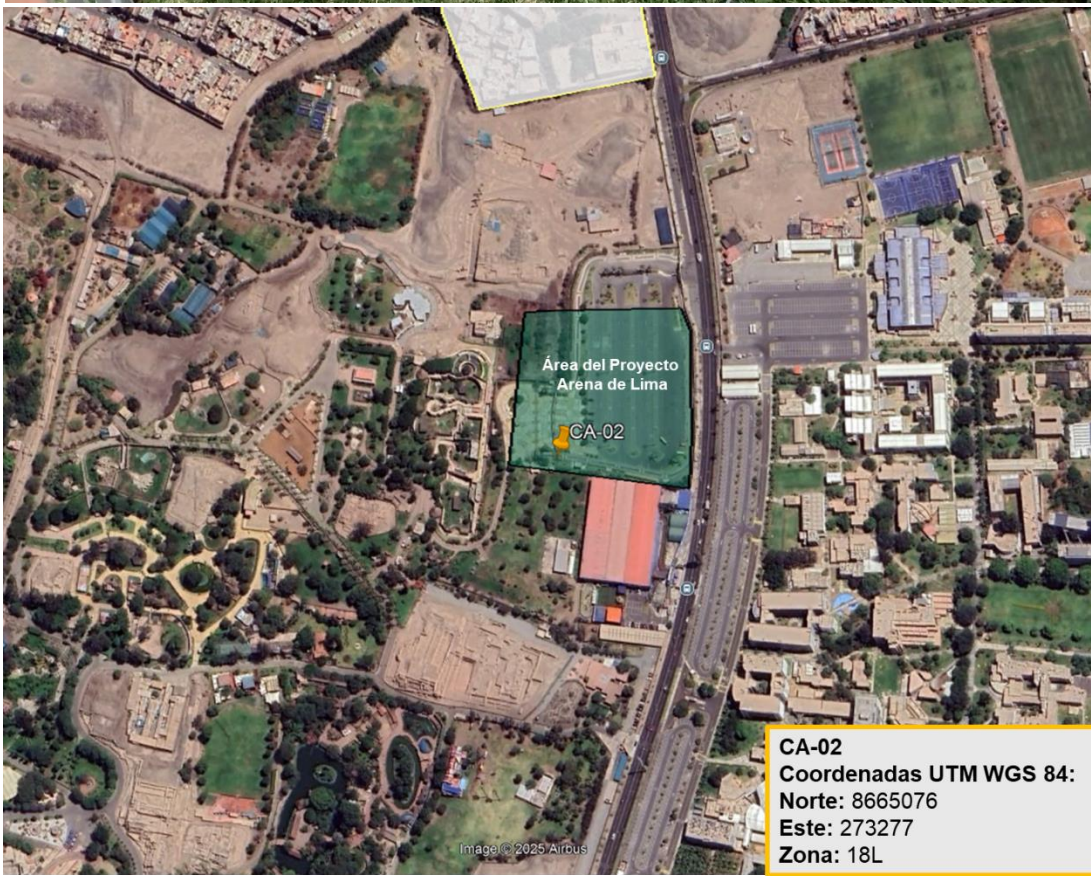 Área del Proyecto
Arena de Lima
CA-02
CA-02
Coordenadas UTM WGS 84:
Norte: 8665076
Este: 273277
Zona: 18L
Image © 2025 Airbus